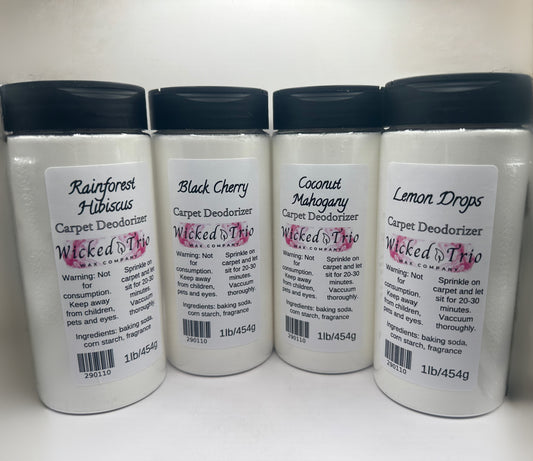 Rainforest
Hibiscus
Carpet Deodorizer
Wicked Trio
WAX COMPANY
Warning: Not
for
consumption.
Keep away
from children,
pets and eyes.
Sprinkle on
carpet and let
sit for 20-30
minutes.
Vaccuum
thoroughly.
Ingredients: baking soda,
corn starch, fragrance
290110
1lb/454g
Black Cherry
Carpet Deodorizer
Wicked Trio
WAX COMPANY
Warning: Not
for
consumption.
Keep away
from children,
pets and eyes.
Sprinkle on
carpet and let
sit for 20-30
minutes.
Vaccuum
thoroughly.
Ingredients: baking soda,
corn starch, fragrance
290110
1lb/454g
Coconut
Mahogany
Carpet Deodorizer
Wicked Trio
WAX COMPANY
Warning: Not
for
consumption.
Keep away
from children,
pets and eyes.
Sprinkle on
carpet and let
sit for 20-30
minutes.
Vaccuum
thoroughly.
Ingredients: baking soda,
corn starch, fragrance
290110
1lb/454g
Lemon Drops
Carpet Deodorizer
Wicked Trio
WAX COMPANY
Warning: Not
for
consumption.
Keep away
from children,
pets and eyes.
Sprinkle on
carpet and let
sit for 20-30
minutes.
Vaccuum
thoroughly.
Ingredients: baking soda,
corn starch, fragrance
290110
1lb/454g